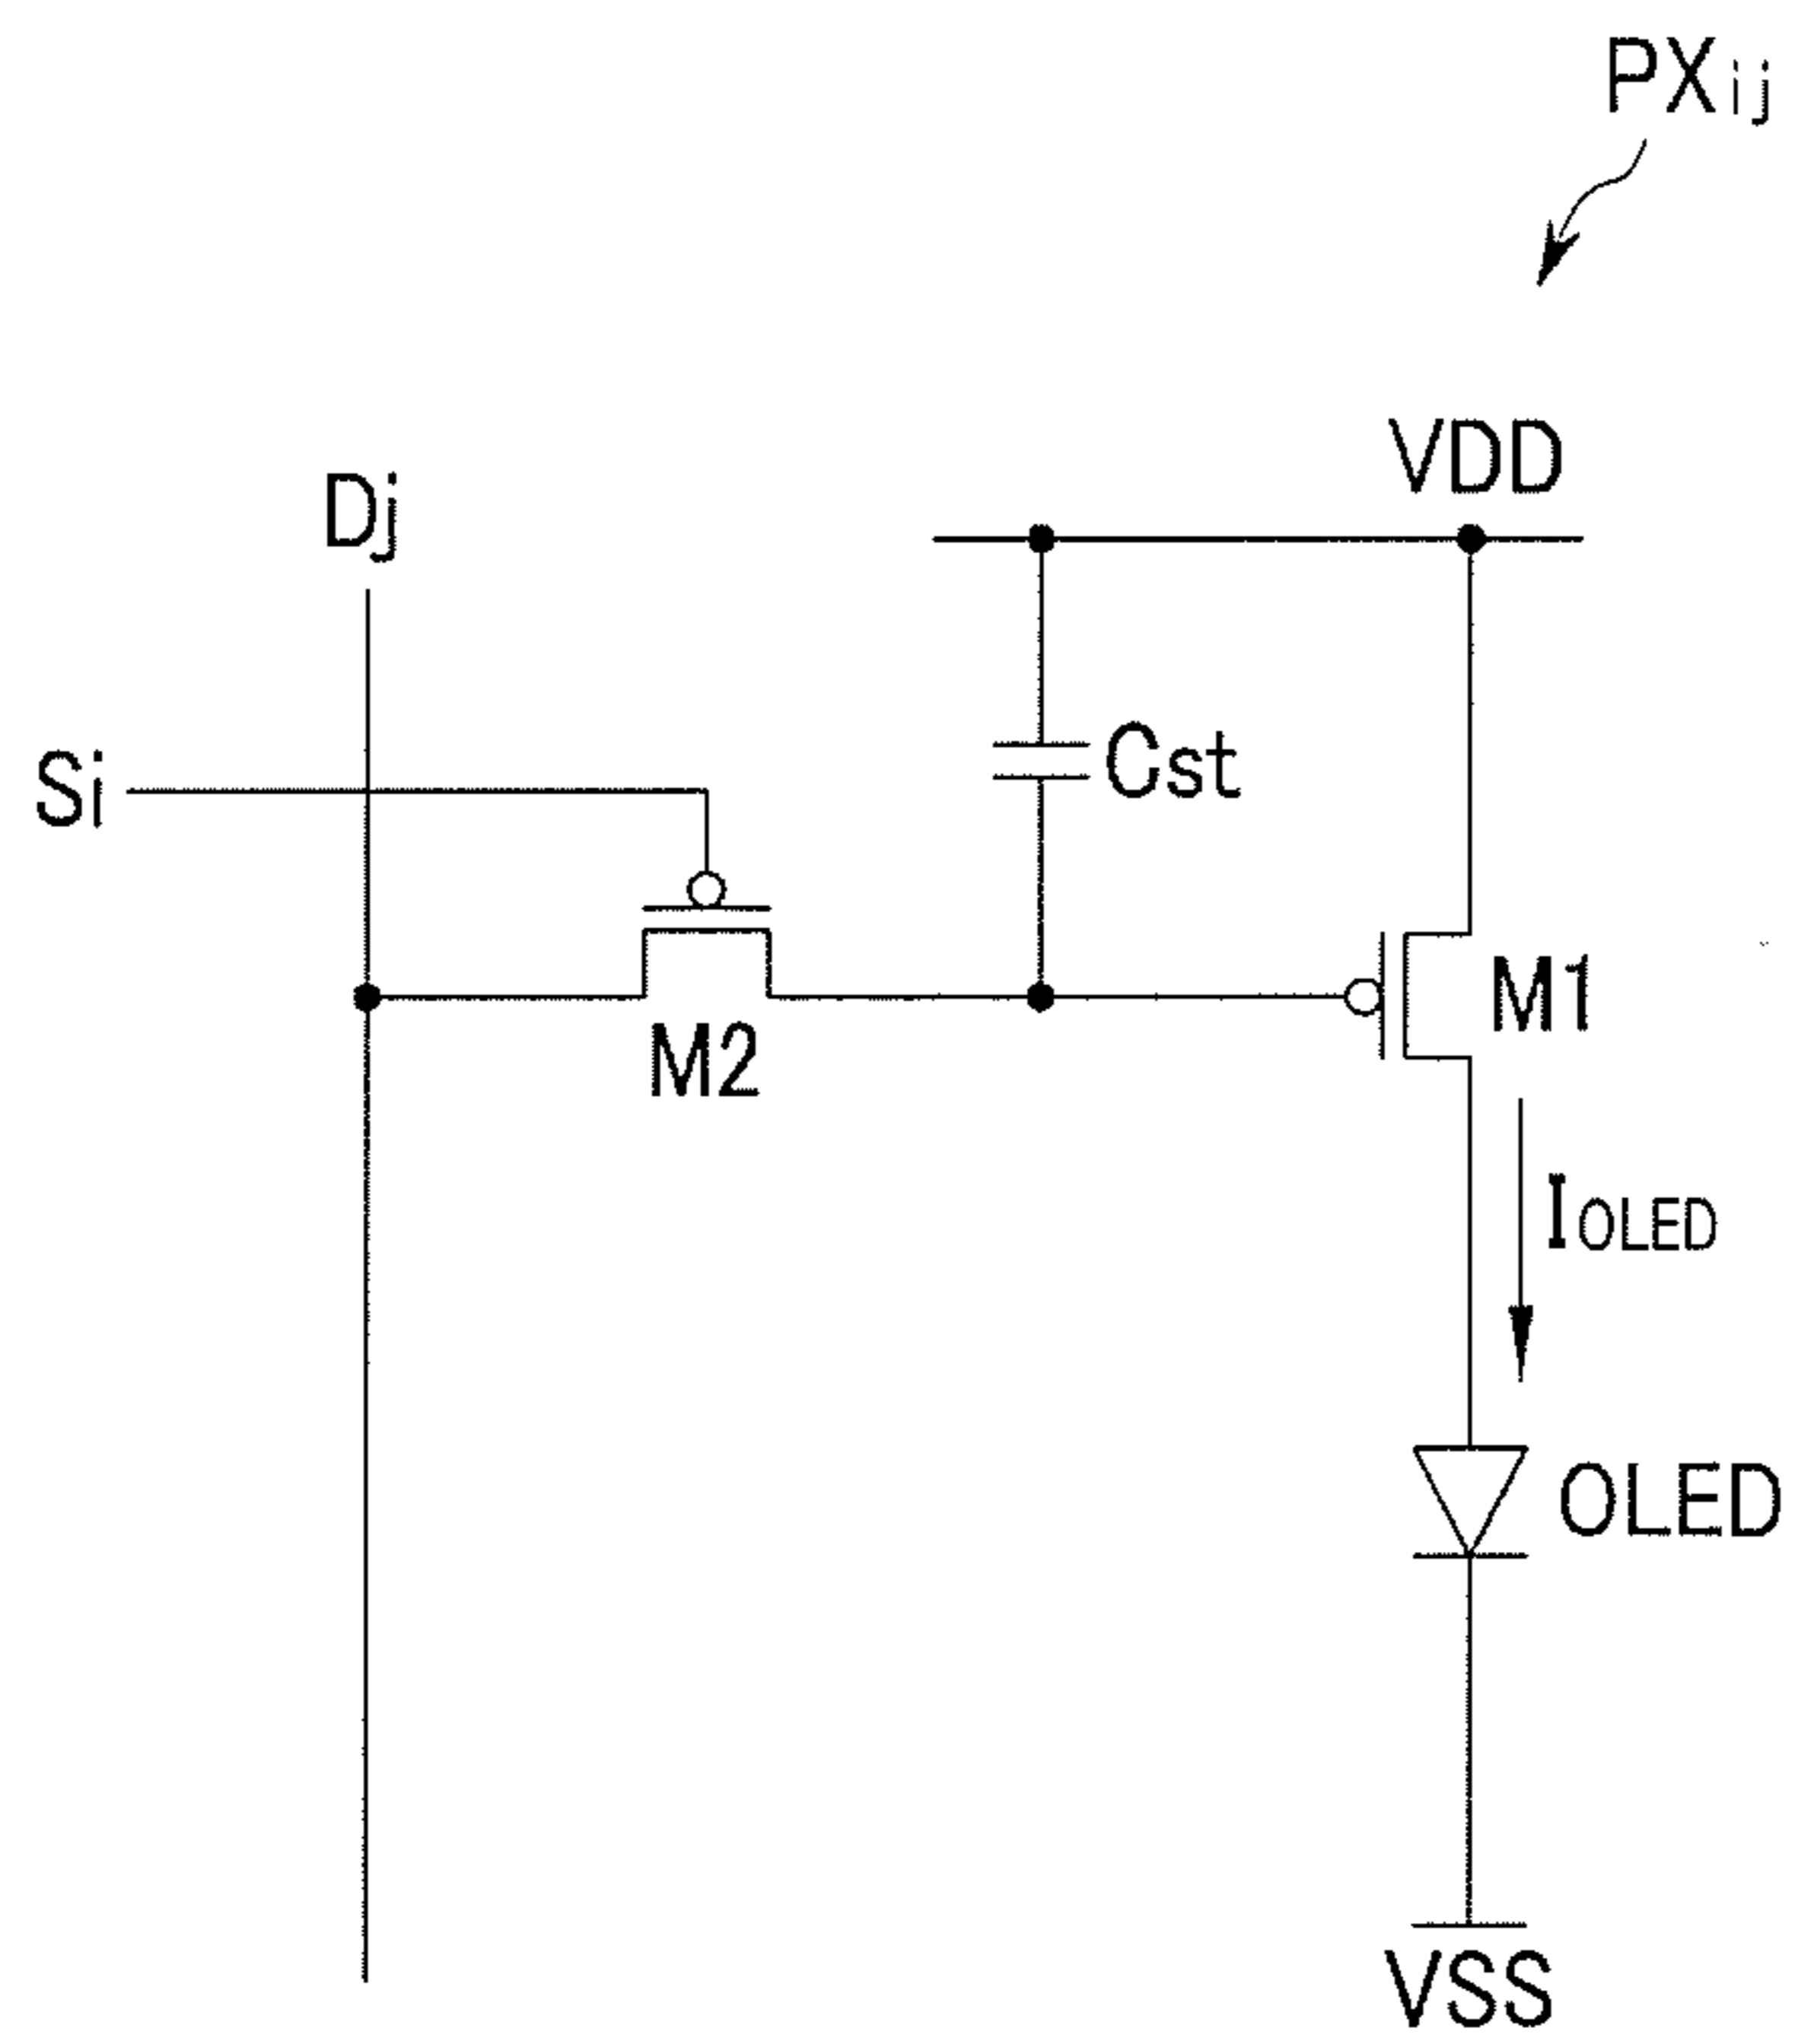 PXij
VDD
Dj
Si
Cst
M1
M2
IOLED
OLED
VSS